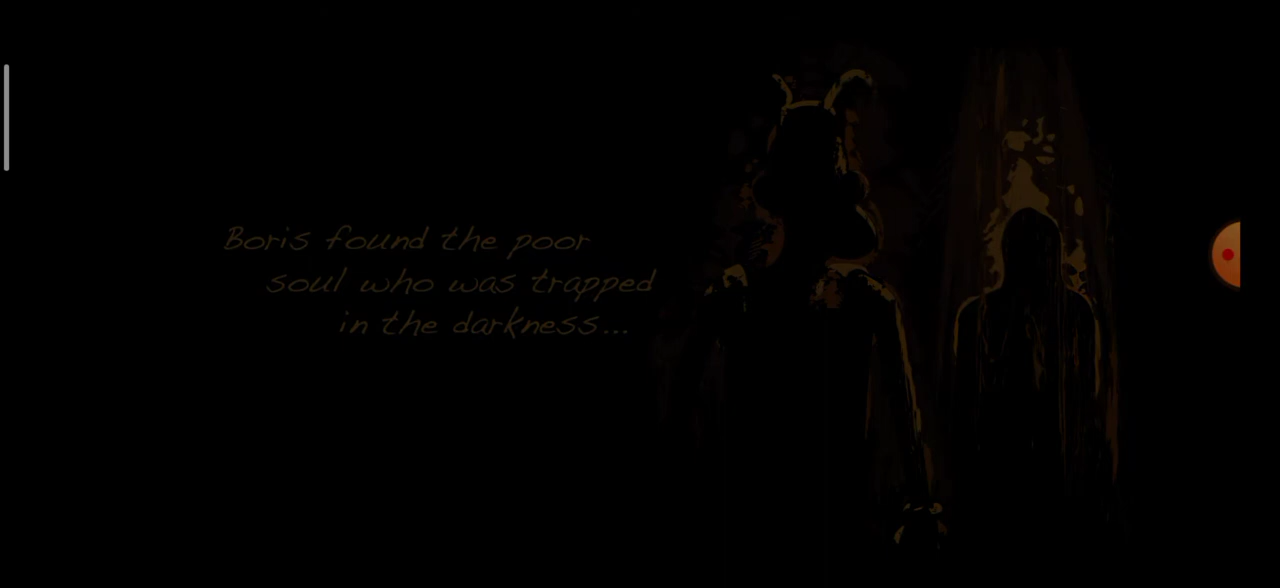 Boris found the poor
soul who was trapped
in the darkness...